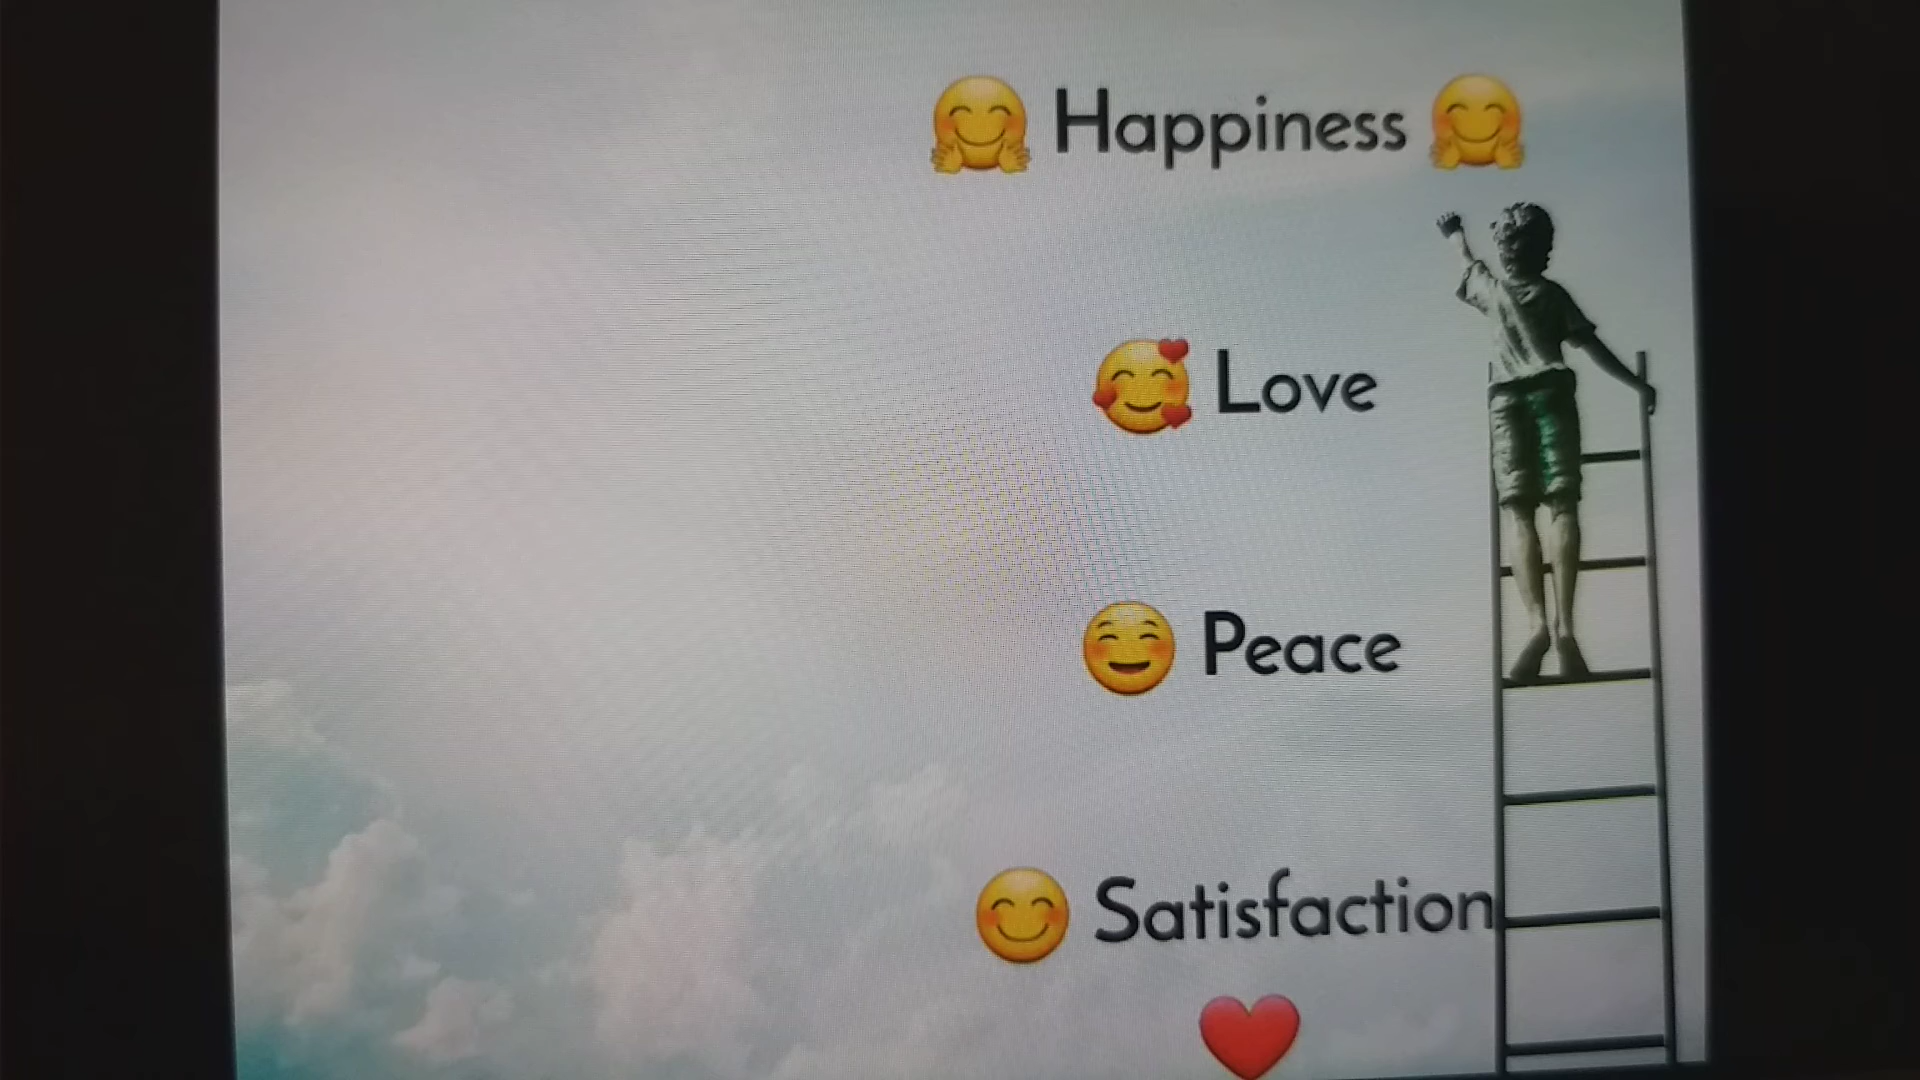 🤗 Happiness 🤗
🥰 Love
😊 Peace
😊 Satisfaction
❤️